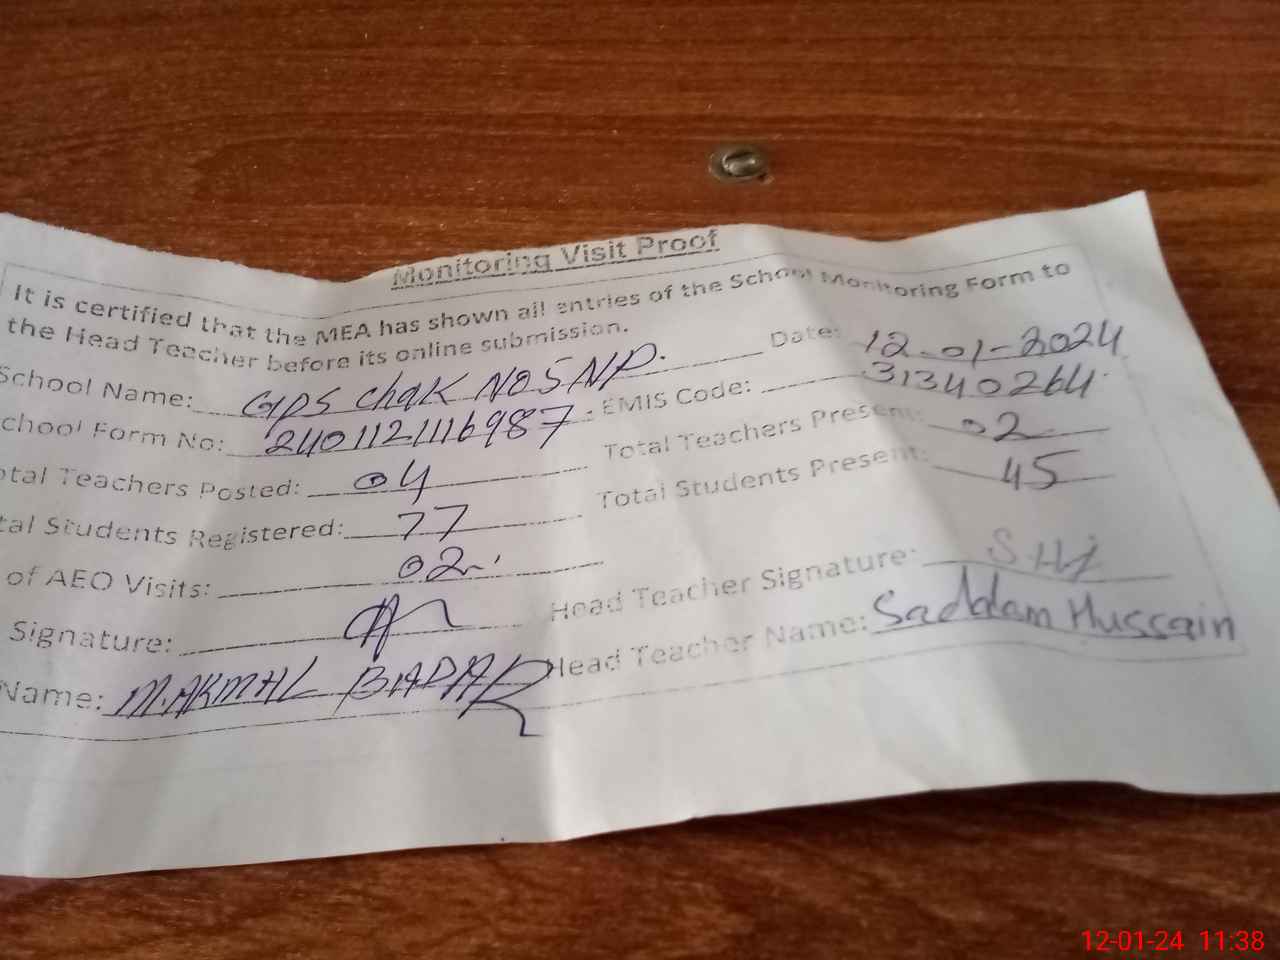 Monitoring Visit Proof
It is certified that the MEA has shown all entries of the School Monitoring Form to
the Head Teacher before its online submission.
School Name: GPS Chak NO5NP. Date: 12-01-2024
chool Form No: 2401121116987 EMIS Code: 31340264
otal Teachers Posted: 04 Total Teachers Present: 02
tal Students Registered: 77 Total Students Present: 45
of AEO Visits: 02
Signature: Head Teacher Signature:
Name: M.AKMAL Head Teacher Name: Saddam Hussain
12-01-24 11:38